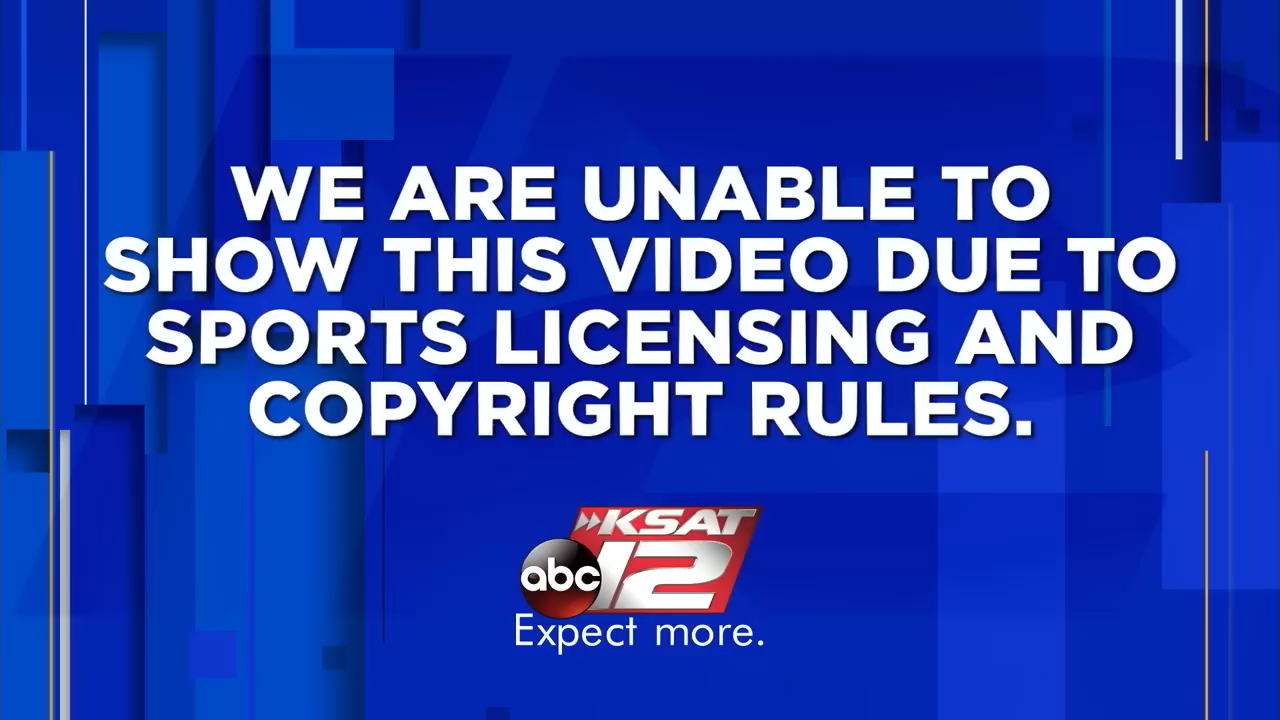 WE ARE UNABLE TO
SHOW THIS VIDEO DUE TO
SPORTS LICENSING AND
COPYRIGHT RULES.
KSAT
abc 12
Expect more.